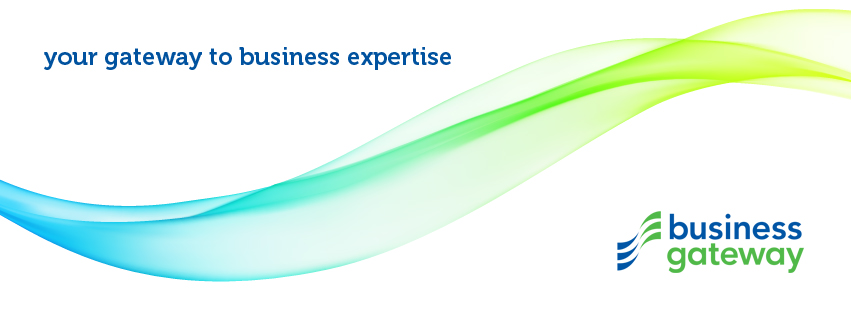 your gateway to business expertise
business
gateway